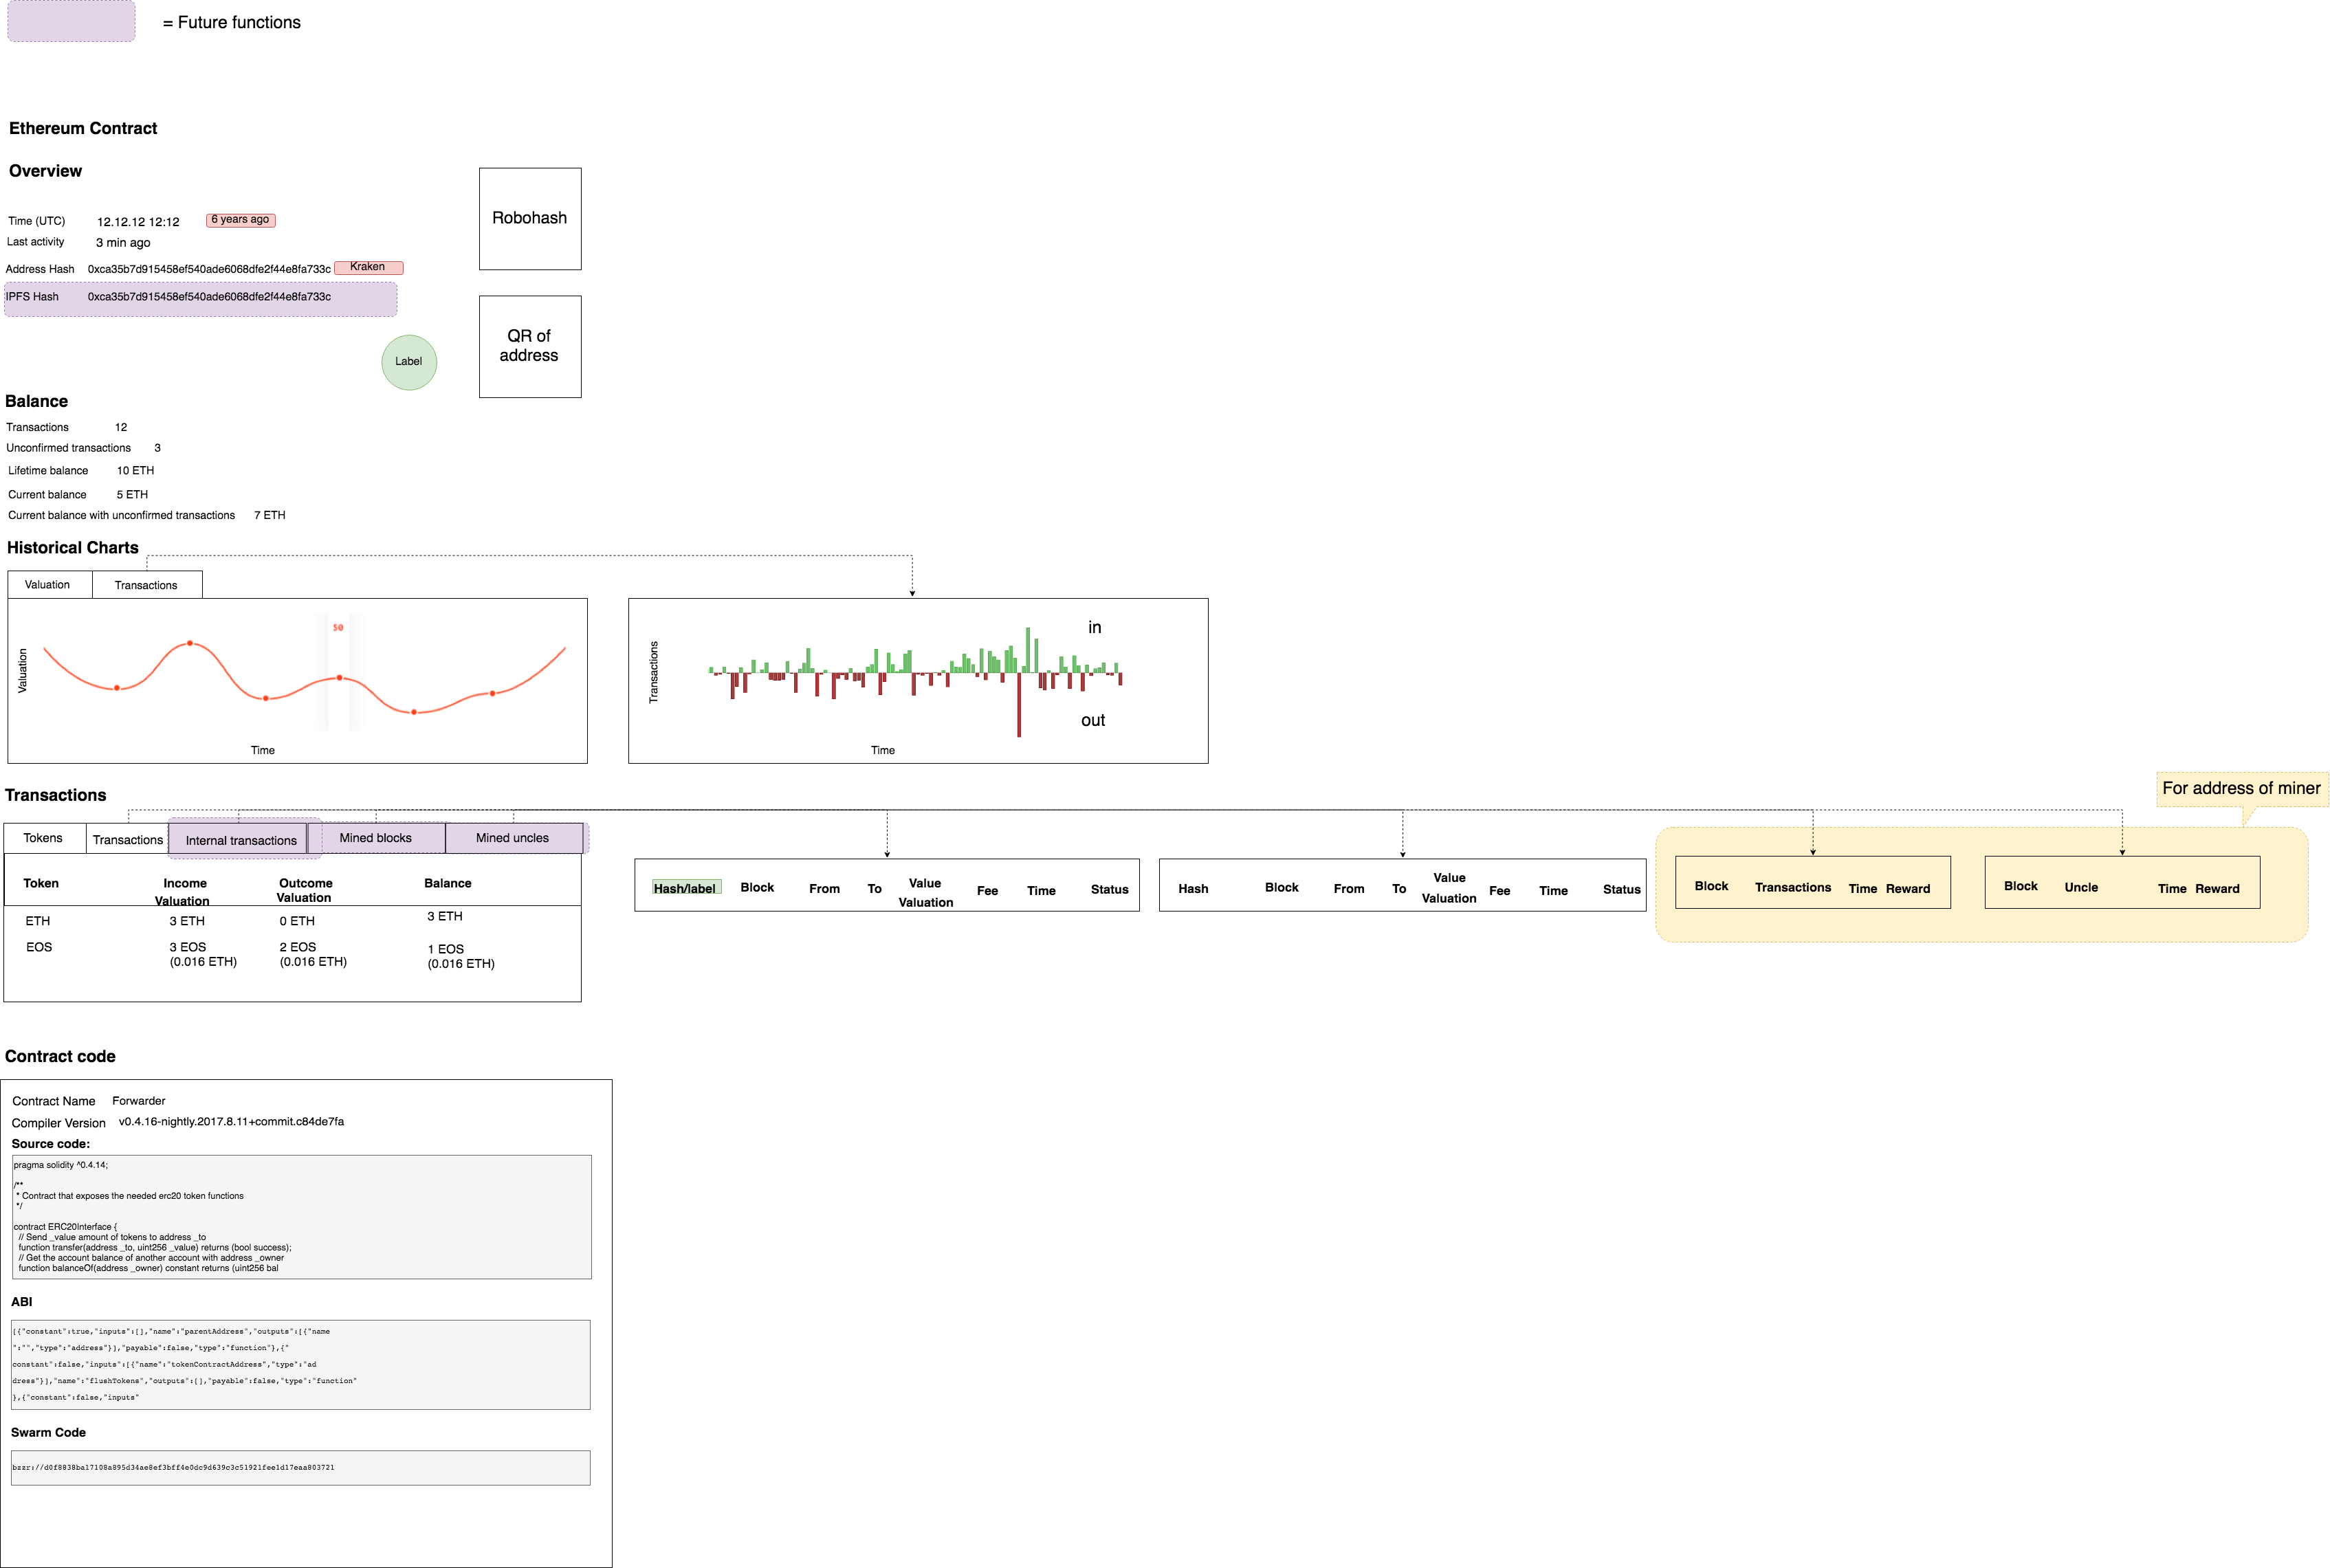 = Future functions
Ethereum Contract
Overview
Time (UTC) 12.12.12 12:12 6 years ago
Last activity 3 min ago
Address Hash 0xca35b7d915458ef540ade6068dfe2f44e8fa733c Kraken
IPFS Hash 0xca35b7d915458ef540ade6068dfe2f44e8fa733c
Robohash
QR of
address
Label
Balance
Transactions 12
Unconfirmed transactions 3
Lifetime balance 10 ETH
Current balance 5 ETH
Current balance with unconfirmed transactions 7 ETH
Historical Charts
Valuation Transactions
50
Valuation
Time
in
Transactions
out
Time
Transactions
For address of miner
Tokens Transactions Internal transactions Mined blocks Mined uncles
Token Income Outcome Balance
Valuation Valuation
ETH 3 ETH 0 ETH 3 ETH
EOS 3 EOS 2 EOS 1 EOS
(0.016 ETH) (0.016 ETH) (0.016 ETH)
Hash/label Block From To Value Fee Time Status
Valuation
Hash Block From To Value Fee Time Status
Valuation
Block Transactions Time Reward
Block Uncle Time Reward
Contract code
Contract Name Forwarder
Compiler Version v0.4.16-nightly.2017.8.11+commit.c84de7fa
Source code:
pragma solidity ^0.4.14;
/**
* Contract that exposes the needed erc20 token functions
*/
contract ERC20Interface {
// Send _value amount of tokens to address _to
function transfer(address _to, uint256 _value) returns (bool success);
// Get the account balance of another account with address _owner
function balanceOf(address _owner) constant returns (uint256 bal
ABI
[{"constant":true,"inputs":[],"name":"parentAddress","outputs":[{"name
":"","type":"address"}],"payable":false,"type":"function"},{"
constant":false,"inputs":[{"name":"tokenContractAddress","type":"ad
dress"}],"name":"flushTokens","outputs":[],"payable":false,"type":"function"
},{"constant":false,"inputs"
Swarm Code
bzzr://d0f8838ba17108a895d34ae8ef3bff4e0dc9d639c3c51921fee1d17eaa803721